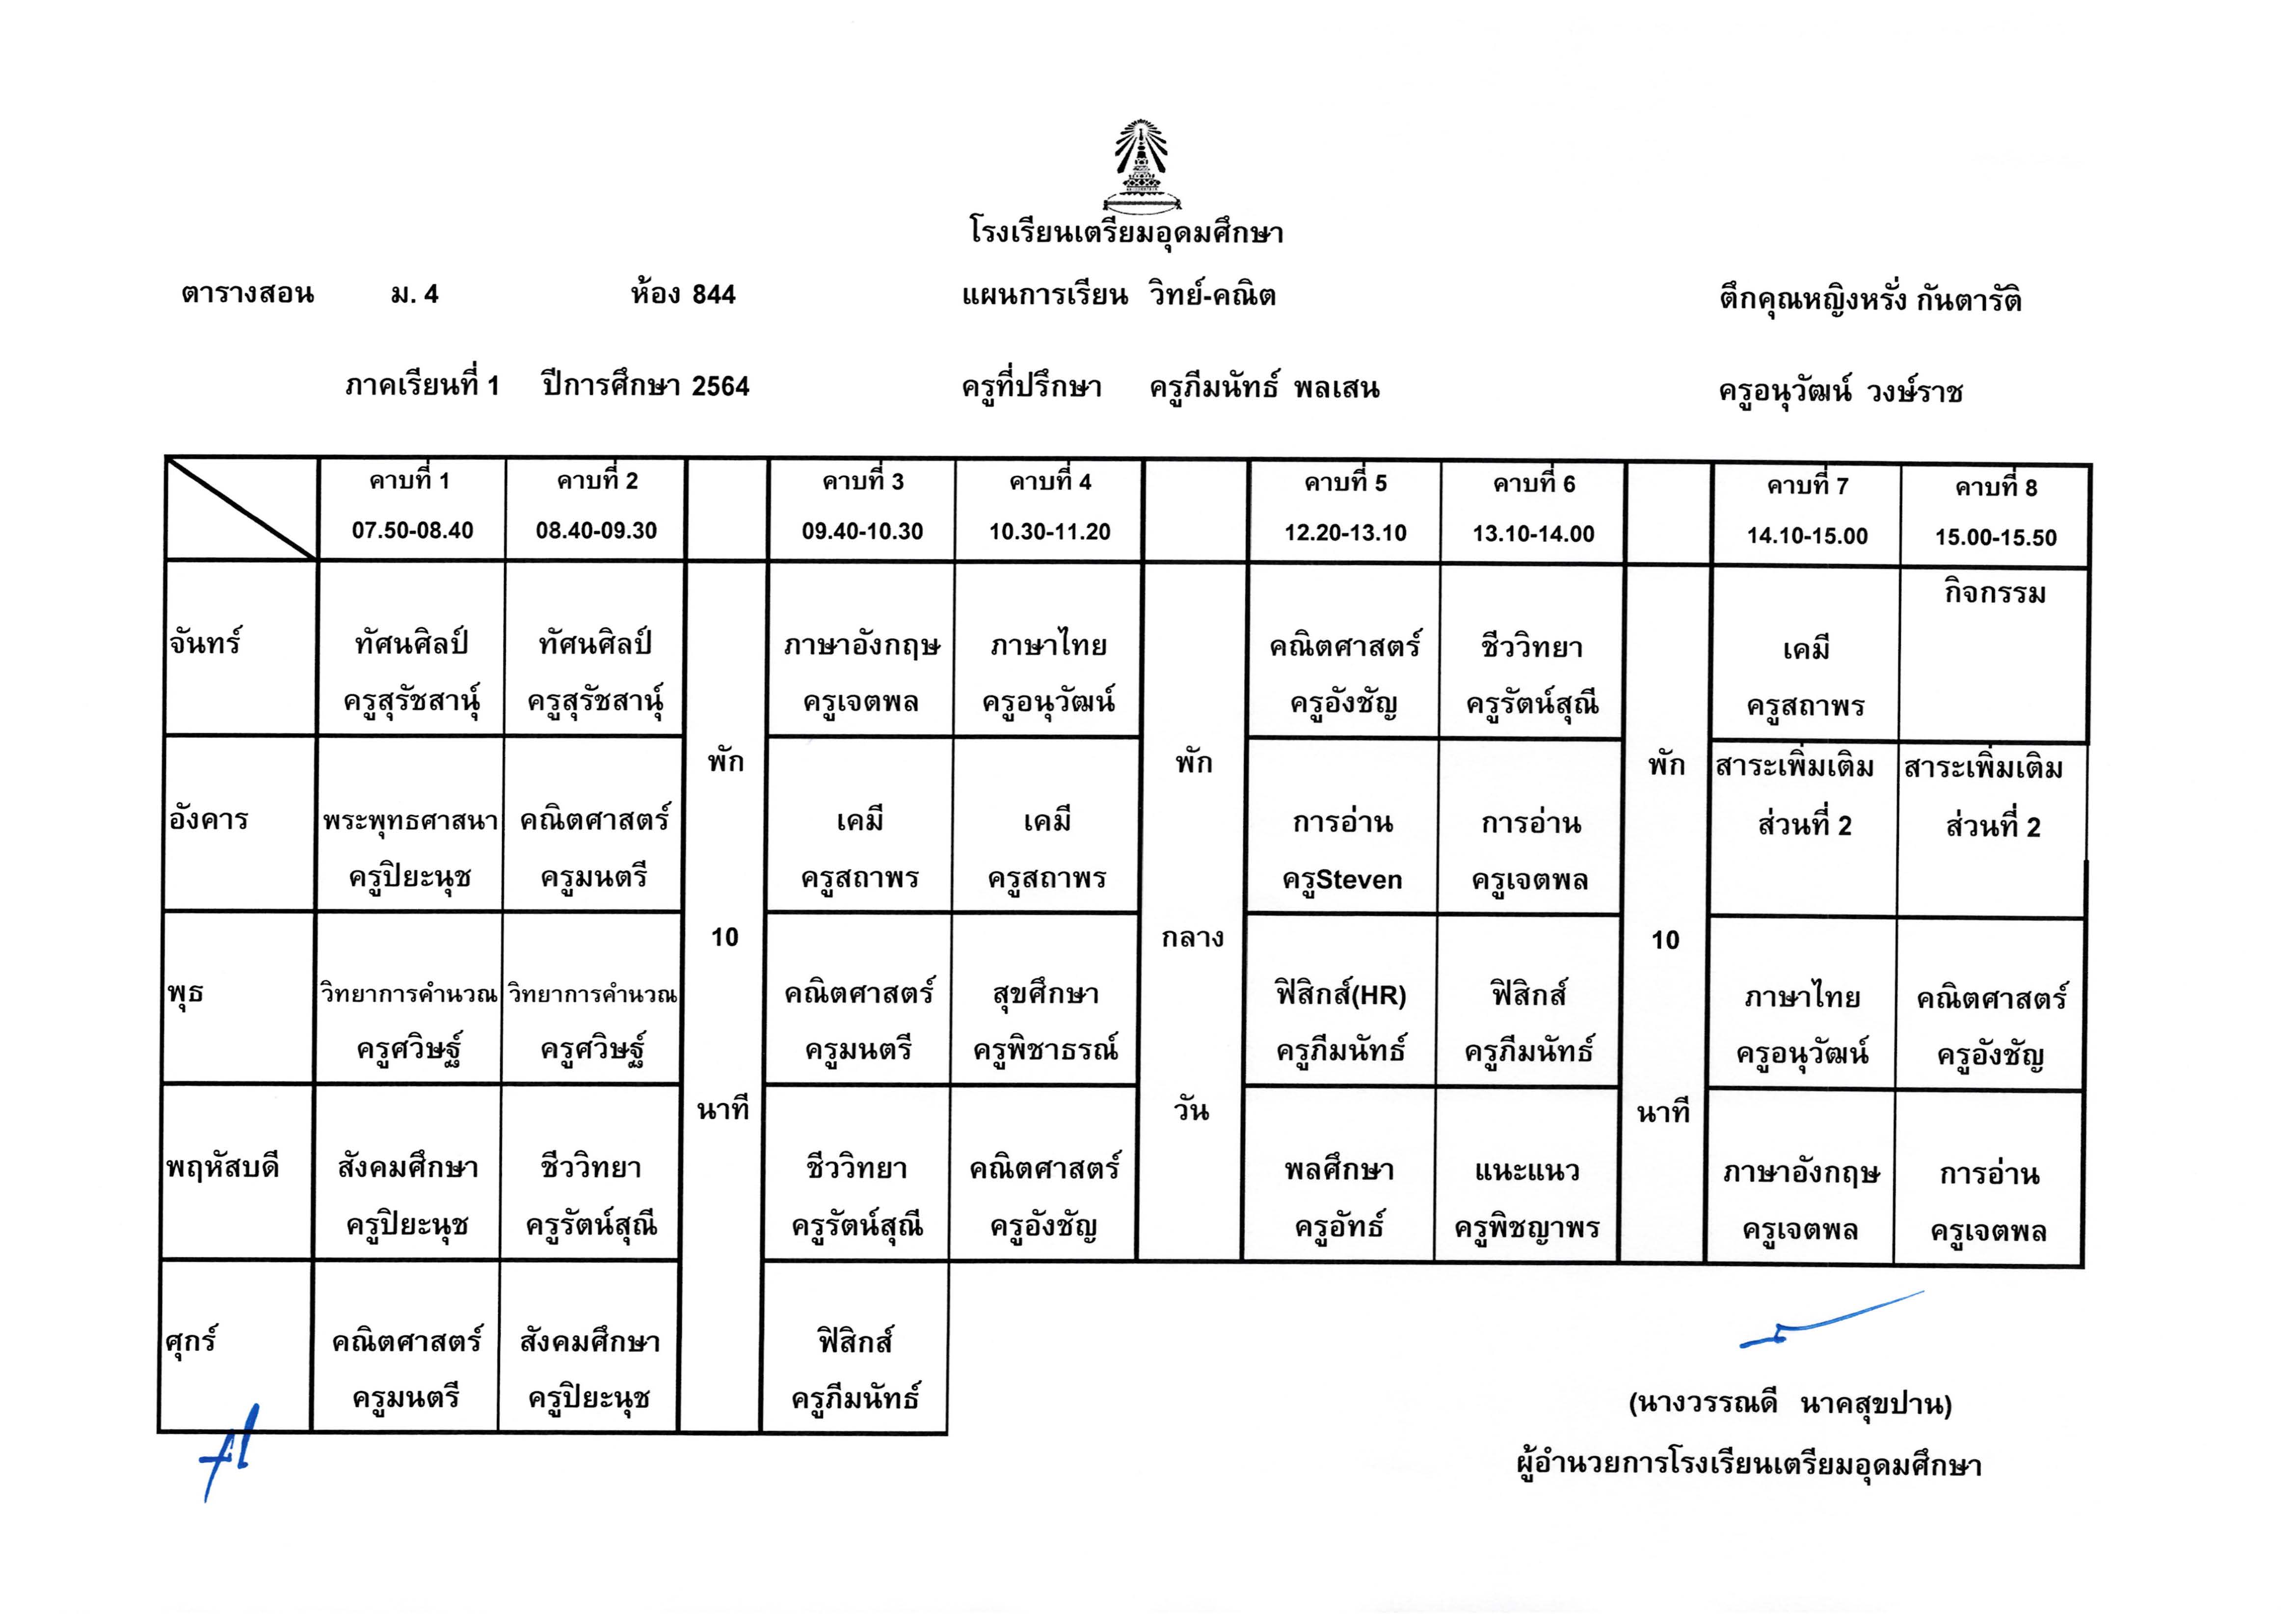 โรงเรียนเตรียมอุดมศึกษา
ตารางสอน ม. 4 ห้อง 844 แผนการเรียน วิทย์-คณิต ตึกคุณหญิงหรั่ง กันตารัติ
ภาคเรียนที่ 1 ปีการศึกษา 2564 ครูที่ปรึกษา ครูภีมนัทธ์ พลเสน ครูอนุวัฒน์ วงษ์ราช
คาบที่ 1 คาบที่ 2 คาบที่ 3 คาบที่ 4 คาบที่ 5 คาบที่ 6 คาบที่ 7 คาบที่ 8
07.50-08.40 08.40-09.30 09.40-10.30 10.30-11.20 12.20-13.10 13.10-14.00 14.10-15.00 15.00-15.50
กิจกรรม
จันทร์ ทัศนศิลป์ ทัศนศิลป์ ภาษาอังกฤษ ภาษาไทย คณิตศาสตร์ ชีววิทยา เคมี
ครูสุรัชสานุ์ ครูสุรัชสานุ์ ครูเจตพล ครูอนุวัฒน์ ครูอังชัญ ครูรัตน์สุณี ครูสถาพร
พัก พัก พัก สาระเพิ่มเติม สาระเพิ่มเติม
อังคาร พระพุทธศาสนา คณิตศาสตร์ เคมี เคมี การอ่าน การอ่าน ส่วนที่ 2 ส่วนที่ 2
ครูปิยะนุช ครูมนตรี ครูสถาพร ครูสถาพร ครูSteven ครูเจตพล
10 กลาง 10
พุธ วิทยาการคำนวณ วิทยาการคำนวณ คณิตศาสตร์ สุขศึกษา ฟิสิกส์(HR) ฟิสิกส์ ภาษาไทย คณิตศาสตร์
ครูศวิษฐ์ ครูศวิษฐ์ ครูมนตรี ครูพิชาธรณ์ ครูภีมนัทธ์ ครูภีมนัทธ์ ครูอนุวัฒน์ ครูอังชัญ
นาที วัน นาที
พฤหัสบดี สังคมศึกษา ชีววิทยา ชีววิทยา คณิตศาสตร์ พลศึกษา แนะแนว ภาษาอังกฤษ การอ่าน
ครูปิยะนุช ครูรัตน์สุณี ครูรัตน์สุณี ครูอังชัญ ครูอัทธ์ ครูพิชญาพร ครูเจตพล ครูเจตพล
ศุกร์ คณิตศาสตร์ สังคมศึกษา ฟิสิกส์
ครูมนตรี ครูปิยะนุช ครูภีมนัทธ์
(นางวรรณดี นาคสุขปาน)
ผู้อำนวยการโรงเรียนเตรียมอุดมศึกษา